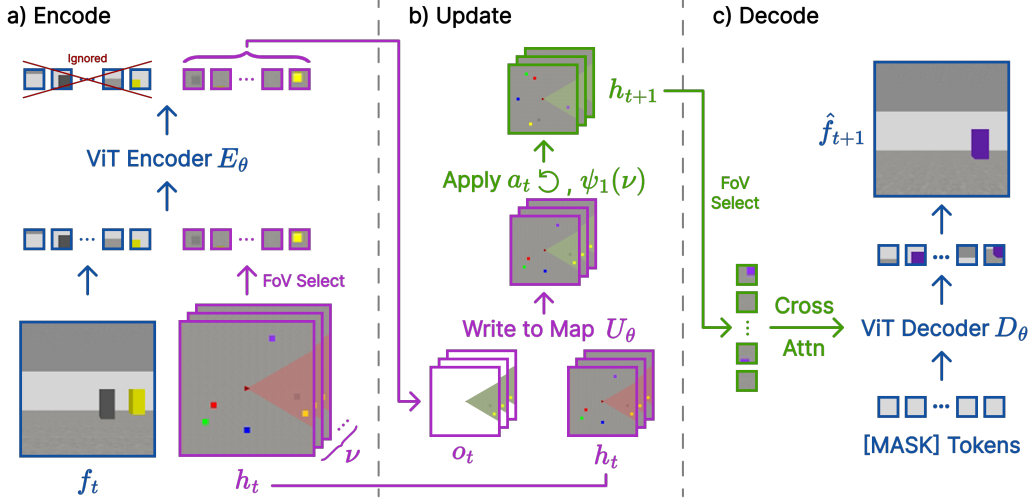 a) Encode
Ignored
...
...
ViT Encoder E_θ
...
...
FoV Select
f_t
h_t
...
ν
b) Update
h_{t+1}
Apply a_t ↺, ψ_1(ν)
Write to Map U_θ
o_t
h_t
c) Decode
FoV
Select
⋮
Cross
Attn
f̂_{t+1}
...
ViT Decoder D_θ
...
[MASK] Tokens